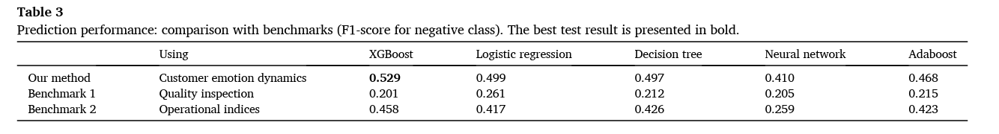 Table 3
Prediction performance: comparison with benchmarks (F1-score for negative class). The best test result is presented in bold.
Using XGBoost Logistic regression Decision tree Neural network Adaboost
Our method Customer emotion dynamics 0.529 0.499 0.497 0.410 0.468
Benchmark 1 Quality inspection 0.201 0.261 0.212 0.205 0.215
Benchmark 2 Operational indices 0.458 0.417 0.426 0.259 0.423